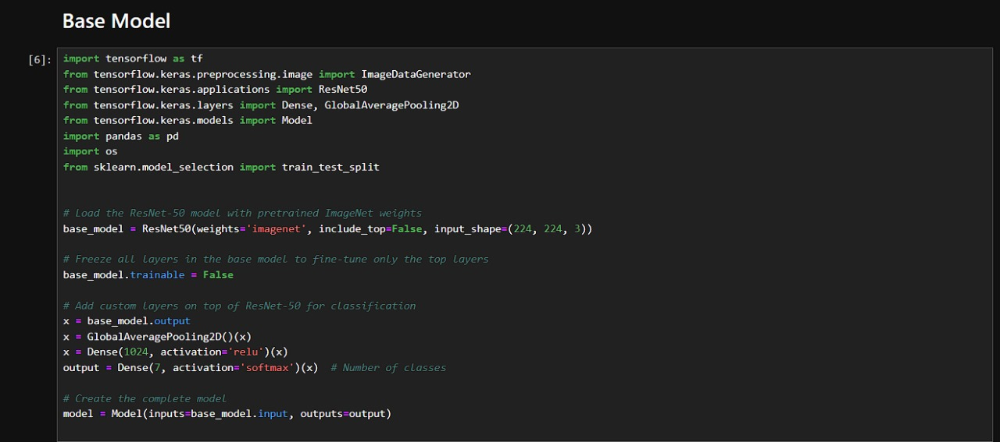 Base Model
[6]:
import tensorflow as tf
from tensorflow.keras.preprocessing.image import ImageDataGenerator
from tensorflow.keras.applications import ResNet50
from tensorflow.keras.layers import Dense, GlobalAveragePooling2D
from tensorflow.keras.models import Model
import pandas as pd
import os
from sklearn.model_selection import train_test_split
# Load the ResNet-50 model with pretrained ImageNet weights
base_model = ResNet50(weights='imagenet', include_top=False, input_shape=(224, 224, 3))
# Freeze all layers in the base model to fine-tune only the top layers
base_model.trainable = False
# Add custom layers on top of ResNet-50 for classification
x = base_model.output
x = GlobalAveragePooling2D()(x)
x = Dense(1024, activation='relu')(x)
output = Dense(7, activation='softmax')(x)  # Number of classes
# Create the complete model
model = Model(inputs=base_model.input, outputs=output)